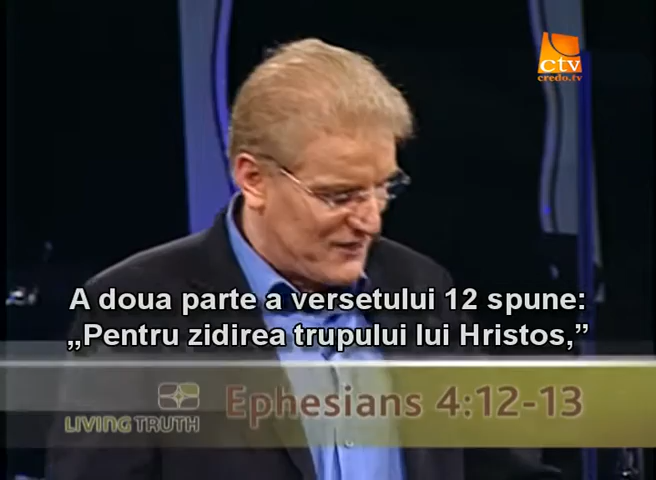 ctv
credo.tv
A doua parte a versetului 12 spune:
„Pentru zidirea trupului lui Hristos,”
Ephesians 4:12-13
LIVING TRUTH